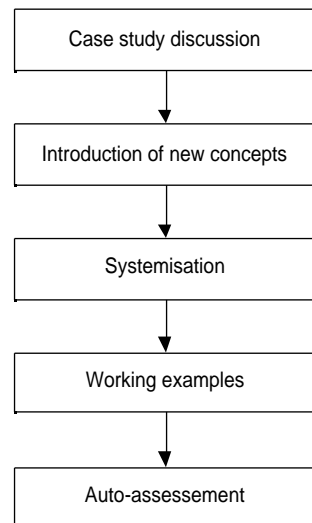 Case study discussion
Introduction of new concepts
Systemisation
Working examples
Auto-assessement